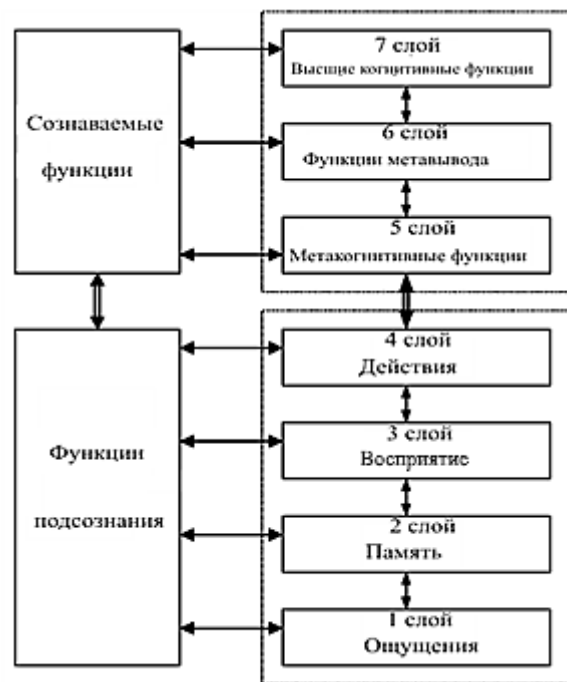 Сознаваемые
функции
7 слой
Высщие когнитивные функции
6 слой
Функции метавывода
5 слой
Метакогнитивные функции
Функции
подсознания
4 слой
Действия
3 слой
Восприятие
2 слой
Память
1 слой
Ощущения